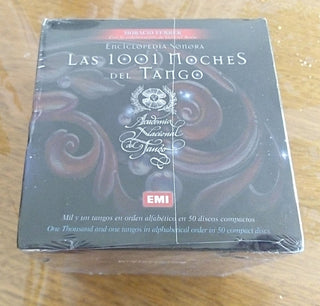 HORACIO FERRER
ENCICLOPEDIA SONORA
LAS 1001 NOCHES
DEL TANGO
Academia
Nacional
del Tango
EMI
Mil y un tangos en orden alfabético en 50 discos compactos
One Thousand and one tangos in alphabetical order in 50 compact discs